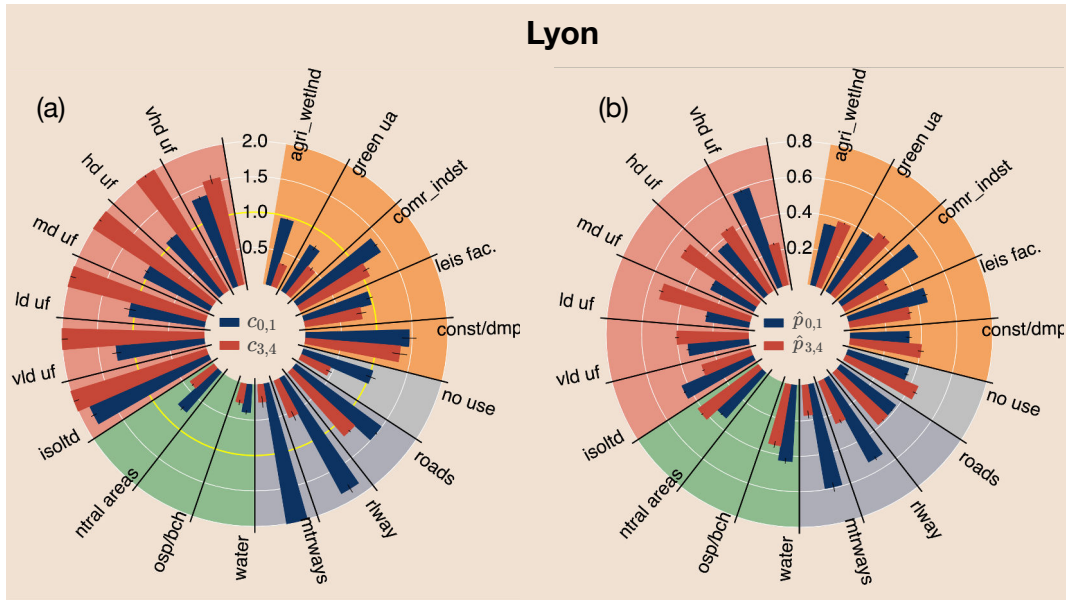 Lyon
(a)
vhd uf
hd uf
md uf
ld uf
vld uf
isoltd
ntral areas
osp/bch
water
mtrways
rlway
roads
no use
const/dmp
leis fac.
comr_indst
green ua
agri_wetlnd
2.0
1.5
1.0
0.5
c0,1
c3,4
(b)
vhd uf
hd uf
md uf
ld uf
vld uf
isoltd
ntral areas
osp/bch
water
mtrways
rlway
roads
no use
const/dmp
leis fac.
comr_indst
green ua
agri_wetlnd
0.8
0.6
0.4
0.2
p̂0,1
p̂3,4